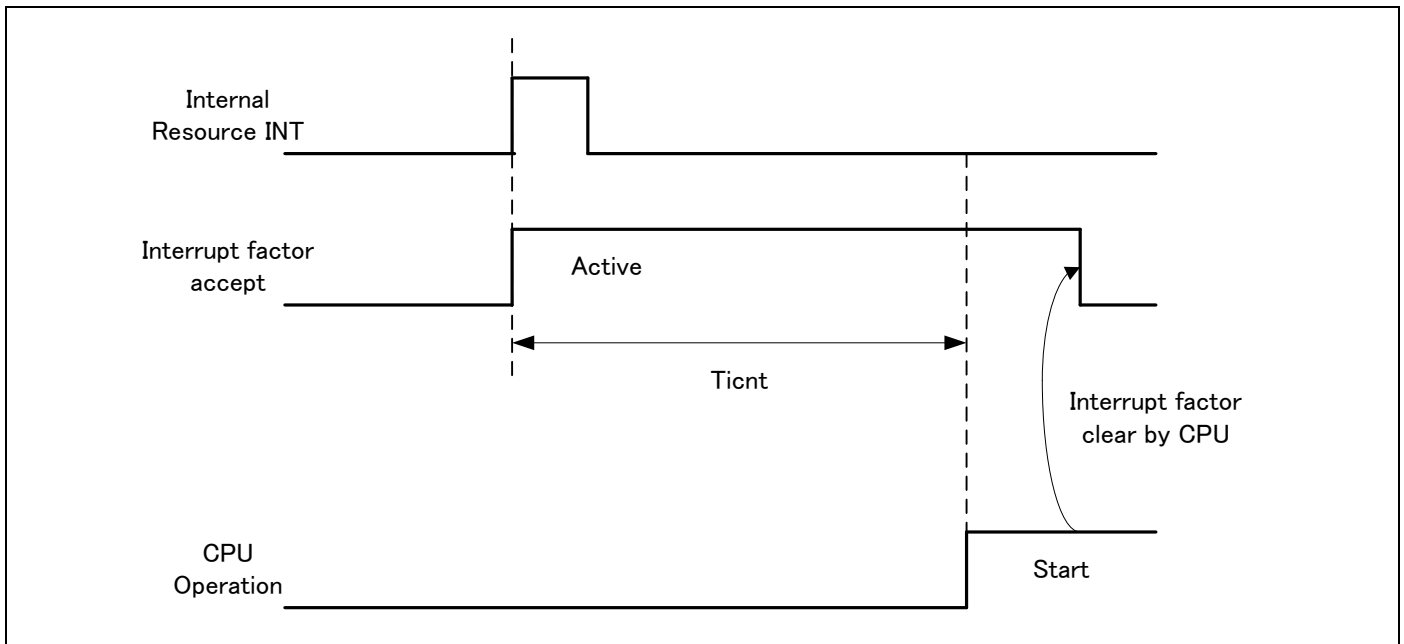 Internal
Resource INT
Interrupt factor
accept
Active
Ticnt
Interrupt factor
clear by CPU
CPU
Operation
Start